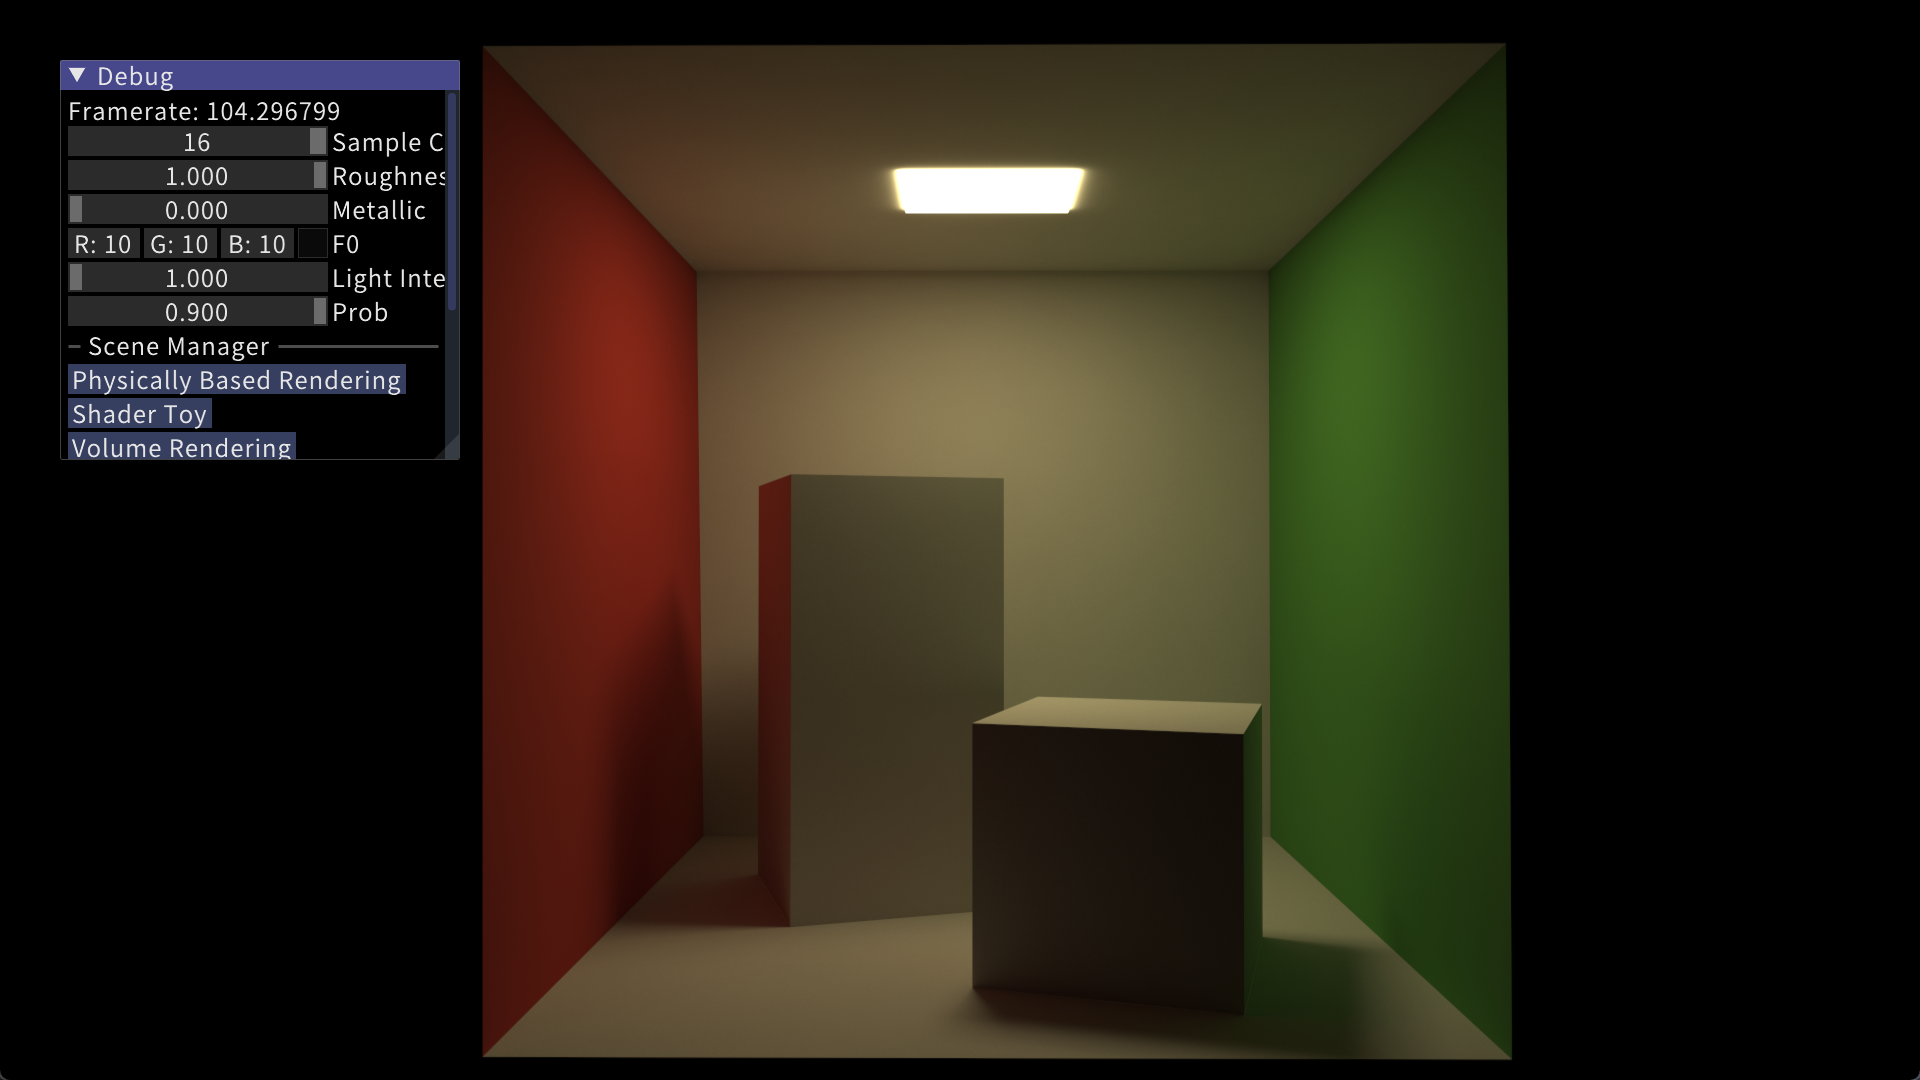 Debug
Framerate: 104.296799
16 Sample C
1.000 Roughnes
0.000 Metallic
R: 10 G: 10 B: 10 F0
1.000 Light Inte
0.900 Prob
Scene Manager
Physically Based Rendering
Shader Toy
Volume Rendering